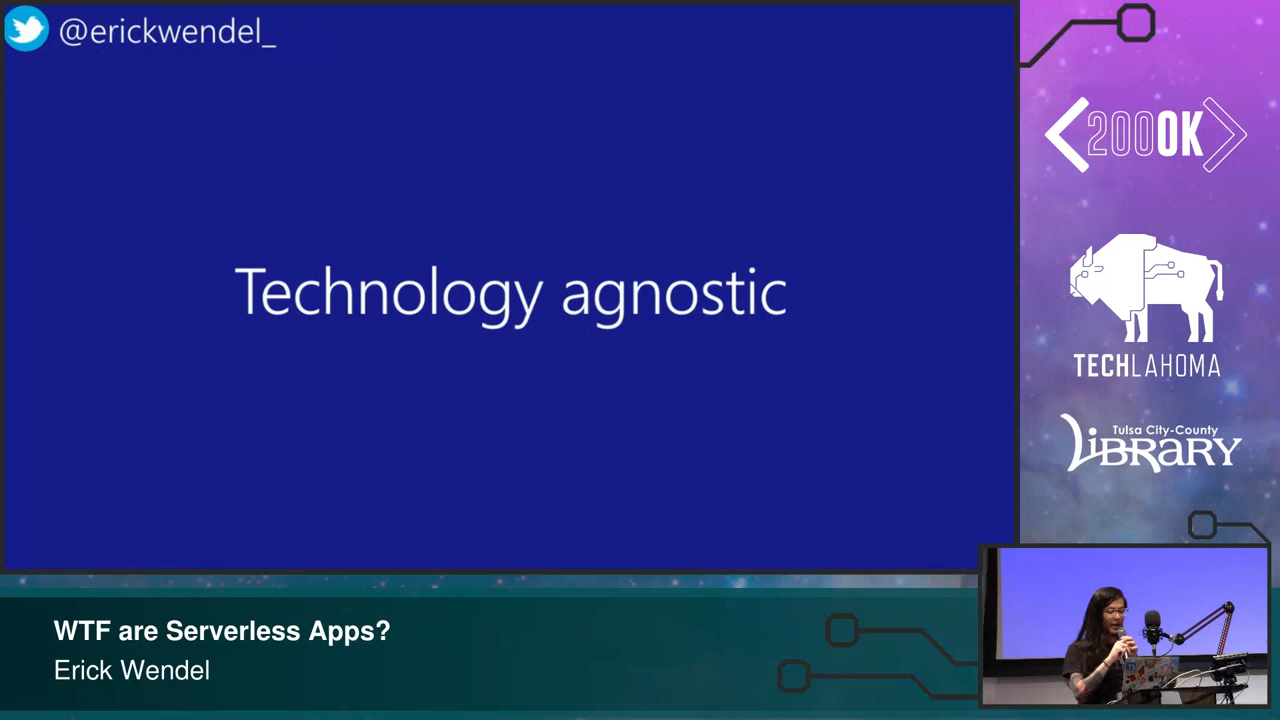 @erickwendel_
Technology agnostic
200OK
TECHLAHOMA
Tulsa City-County
LIBRARY
WTF are Serverless Apps?
Erick Wendel